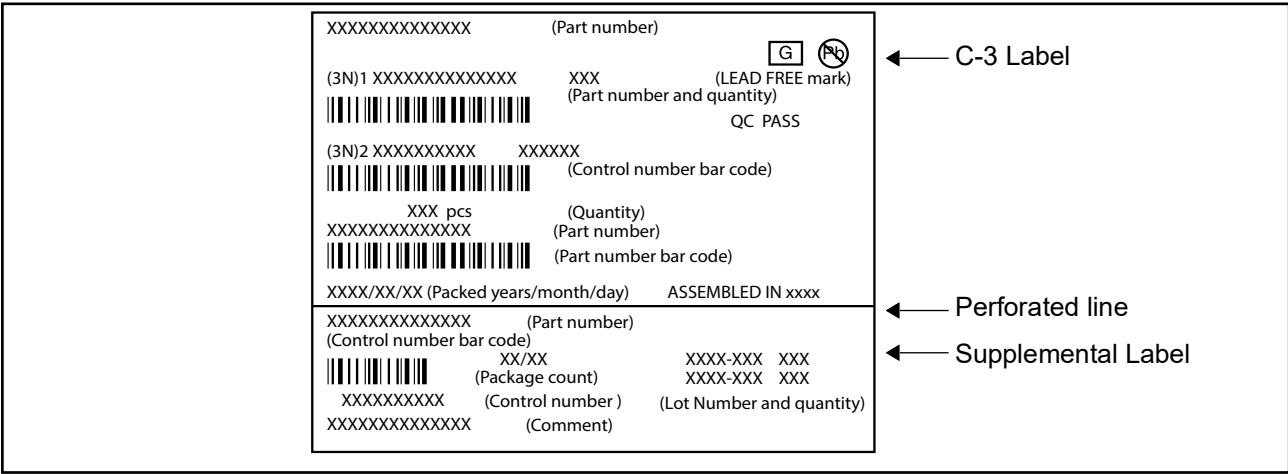 XXXXXXXXXXXXXX (Part number)
G Pb
C-3 Label
(3N)1 XXXXXXXXXXXXXX XXX (LEAD FREE mark)
(Part number and quantity)
QC PASS
(3N)2 XXXXXXXXXX XXXXXX
(Control number bar code)
XXX pcs (Quantity)
XXXXXXXXXXXXXX (Part number)
(Part number bar code)
XXXX/XX/XX (Packed years/month/day) ASSEMBLED IN xxxx
Perforated line
XXXXXXXXXXXXXX (Part number)
(Control number bar code)
Supplemental Label
XX/XX XXXX-XXX XXX
(Package count) XXXX-XXX XXX
XXXXXXXXXX (Control number ) (Lot Number and quantity)
XXXXXXXXXXXXXX (Comment)